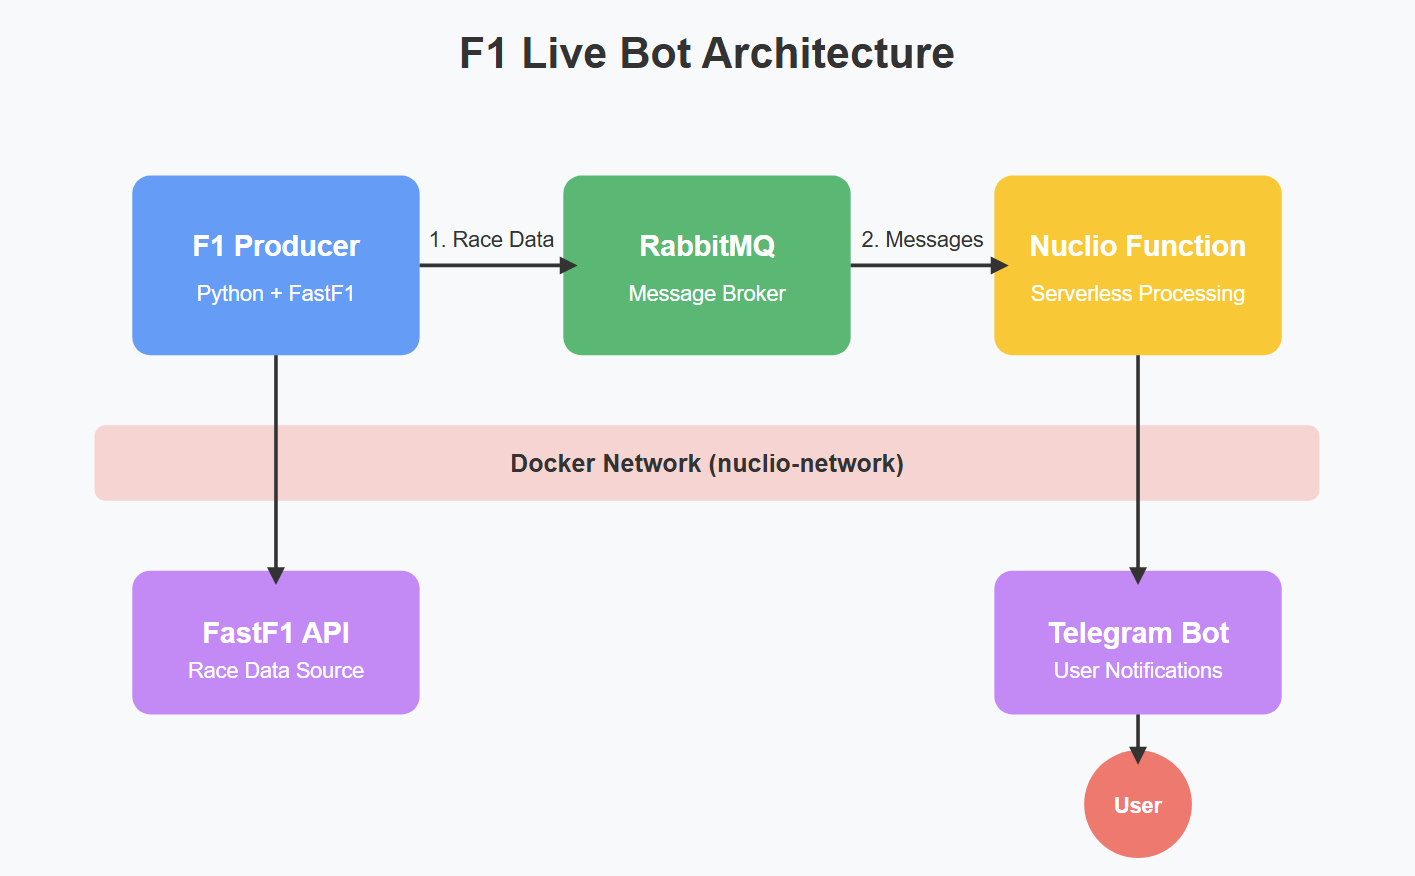 F1 Live Bot Architecture
F1 Producer
Python + FastF1
1. Race Data
RabbitMQ
Message Broker
2. Messages
Nuclio Function
Serverless Processing
Docker Network (nuclio-network)
FastF1 API
Race Data Source
Telegram Bot
User Notifications
User